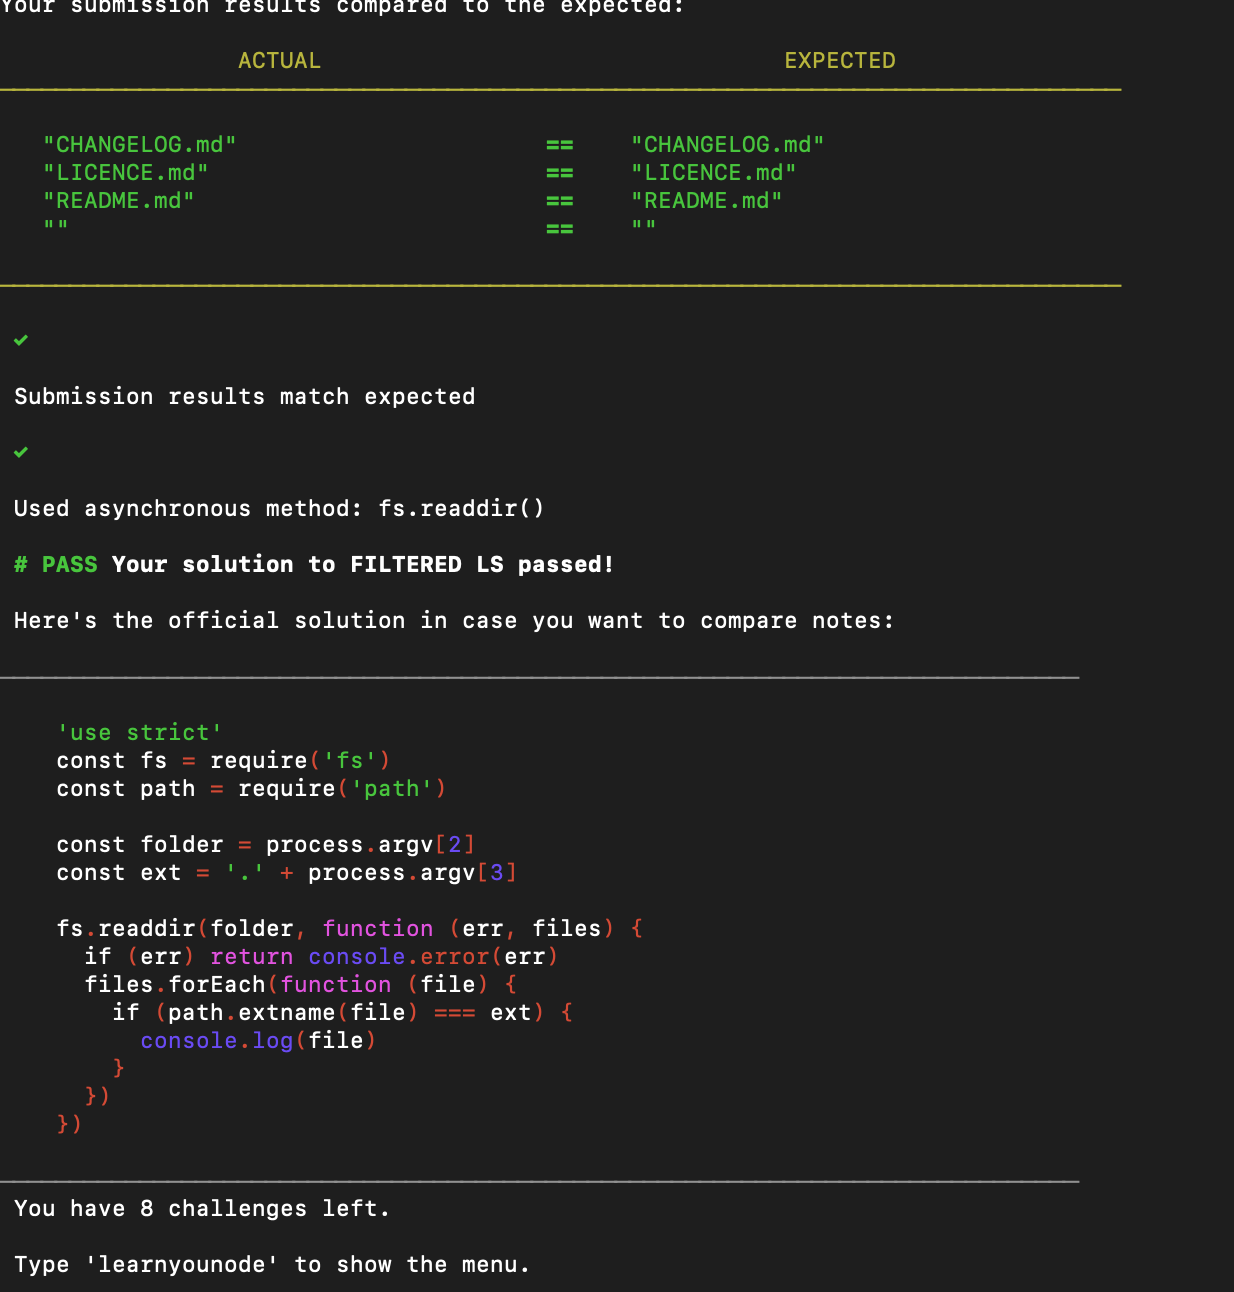 Your submission results compared to the expected:
ACTUAL EXPECTED
"CHANGELOG.md" == "CHANGELOG.md"
"LICENCE.md" == "LICENCE.md"
"README.md" == "README.md"
"" == ""
✔
Submission results match expected
✔
Used asynchronous method: fs.readdir()
# PASS Your solution to FILTERED LS passed!
Here's the official solution in case you want to compare notes:
'use strict'
const fs = require('fs')
const path = require('path')
const folder = process.argv[2]
const ext = '.' + process.argv[3]
fs.readdir(folder, function (err, files) {
if (err) return console.error(err)
files.forEach(function (file) {
if (path.extname(file) === ext) {
console.log(file)
}
})
})
You have 8 challenges left.
Type 'learnyounode' to show the menu.